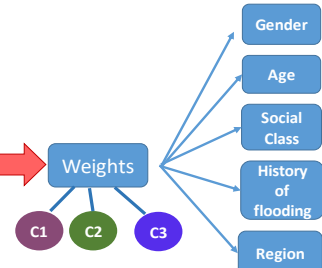 Gender
Age
Social
Class
Weights
History
of
flooding
C1 C2 C3
Region